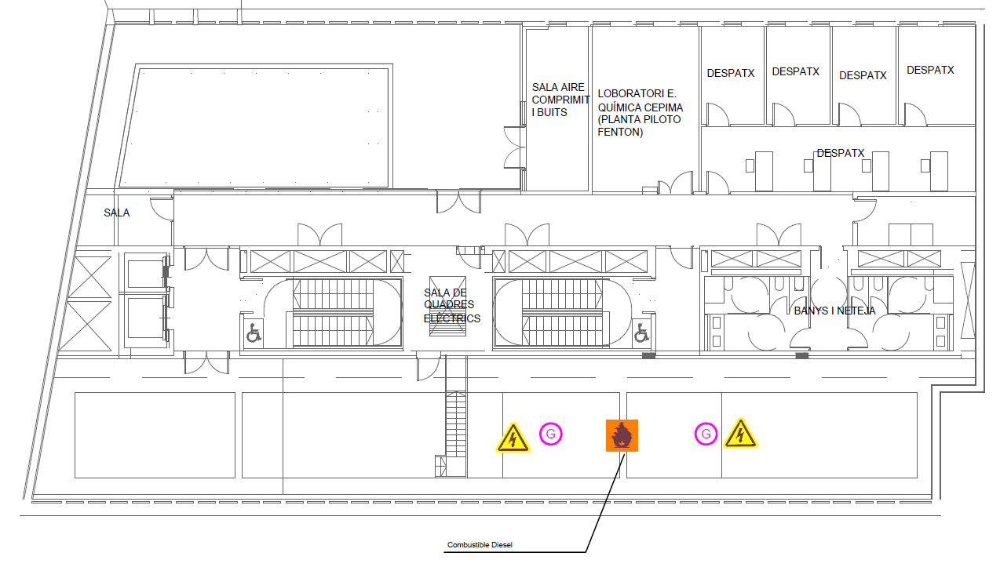 DESPATX
DESPATX
DESPATX
DESPATX
SALA AIRE
COMPRIMIT
I BUITS
LOBORATORI E.
QUÍMICA CEPIMA
(PLANTA PILOTO
FENTON)
DESPATX
SALA
SALA DE
QUADRES
ELÈCTRICS
BANYS I NETEJA
G
G
Combustible Diesel